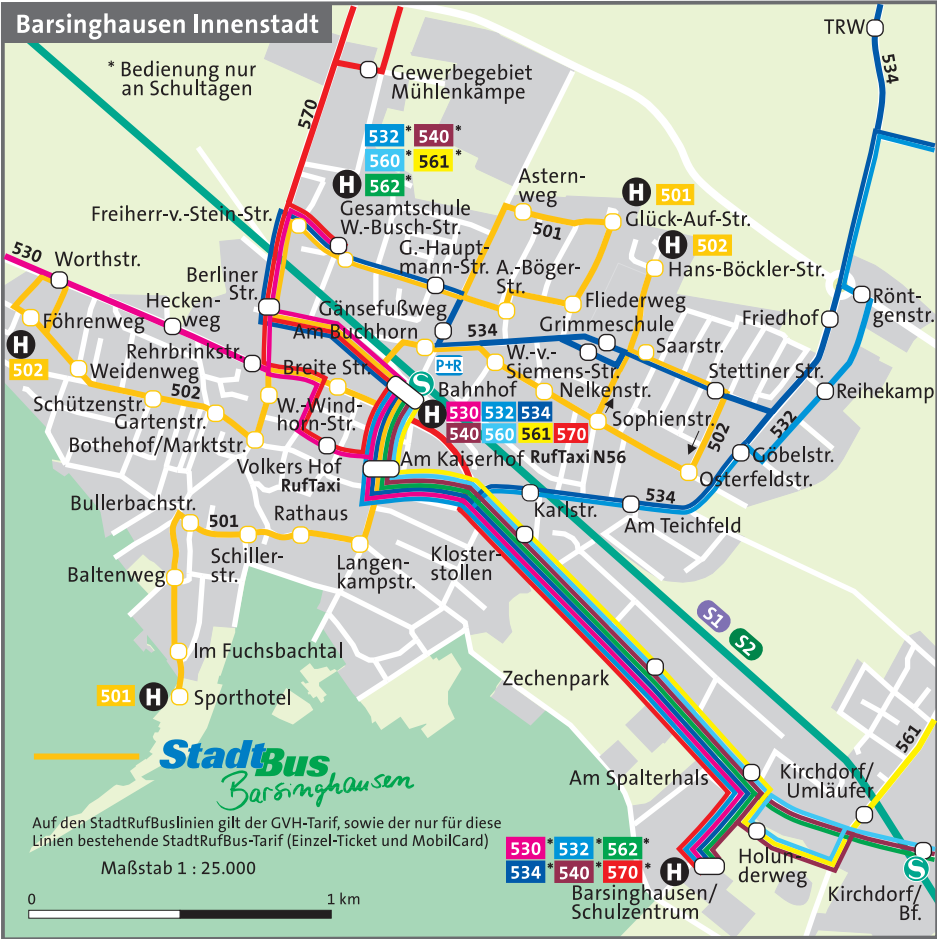 Barsinghausen Innenstadt
* Bedienung nur
an Schultagen
570
Gewerbegebiet
Mühlenkämpe
TRW
534
532* 540*
560* 561*
562*
H
Gesamtschule
W.-Busch-Str.
Freiherr-v.-Stein-Str.
G.-Haupt-
mann-Str.
Astern-
weg
501
H 501
Glück-Auf-Str.
H 502
Hans-Böckler-Str.
A.-Böger-
Str.
Fliederweg
530
Worthstr.
Berliner
Str.
Hecken-
weg
Gänsefußweg
Am Buchhorn
534
Grimmeschule
Friedhof
Rönt-
genstr.
Föhrenweg
H
502
Rehrbrinkstr.
Weidenweg
Breite Str.
P+R
S
Bahnhof
W.-v.-
Siemens-Str.
Saarstr.
Stettiner Str.
Nelkenstr.
Reihekamp
502
Schützenstr.
Gartenstr.
Bothehof/Marktstr.
W.-Wind-
horn-Str.
H
530 532 534
540 560 561 570
Sophienstr.
502
532
Volkers Hof
RufTaxi
Am Kaiserhof RufTaxi N56
Göbelstr.
Osterfeldstr.
Bullerbachstr.
501
Rathaus
Schiller-
str.
Langen-
kampstr.
Kloster-
stollen
Karlstr.
534
Am Teichfeld
Baltenweg
Im Fuchsbachtal
501 H Sporthotel
S1
S2
Zechenpark
561
StadtBus
Barsinghausen
Am Spalterhals
Kirchdorf/
Umläufer
Auf den StadtRufBuslinien gilt der GVH-Tarif, sowie der nur für diese
Linien bestehende StadtRufBus-Tarif (Einzel-Ticket und MobilCard)
Maßstab 1 : 25.000
0 1 km
530* 532* 562*
534* 540* 570*
H
Barsinghausen/
Schulzentrum
Holun-
derweg
S
Kirchdorf/
Bf.